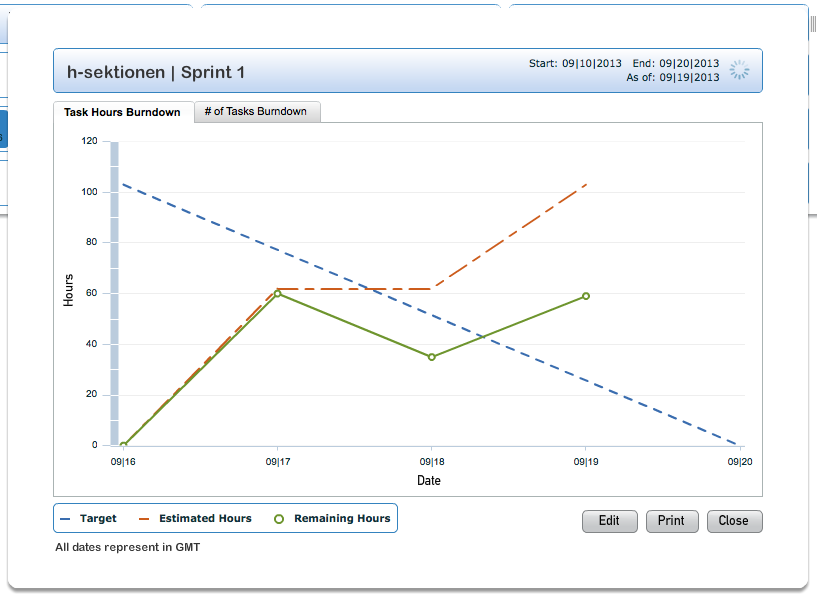 h-sektionen | Sprint 1
Start: 09|10|2013 End: 09|20|2013
As of: 09|19|2013
Task Hours Burndown
# of Tasks Burndown
120
100
80
60
40
20
0
Hours
09|16
09|17
09|18
09|19
09|20
Date
Target
Estimated Hours
Remaining Hours
Edit
Print
Close
All dates represent in GMT